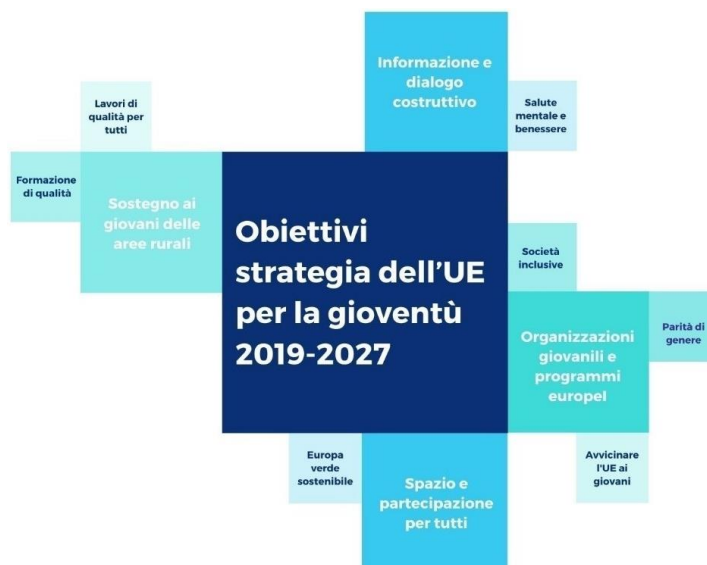 Informazione e
dialogo
costruttivo
Lavori di
qualità per
tutti
Salute
mentale e
benessere
Formazione
di qualità
Sostegno ai
giovani delle
aree rurali
Obiettivi
strategia dell'UE
per la gioventù
2019-2027
Società
inclusive
Organizzazioni
giovanili e
programmi
europel
Parità di
genere
Europa
verde
sostenibile
Spazio e
partecipazione
per tutti
Avvicinare
l'UE ai
giovani